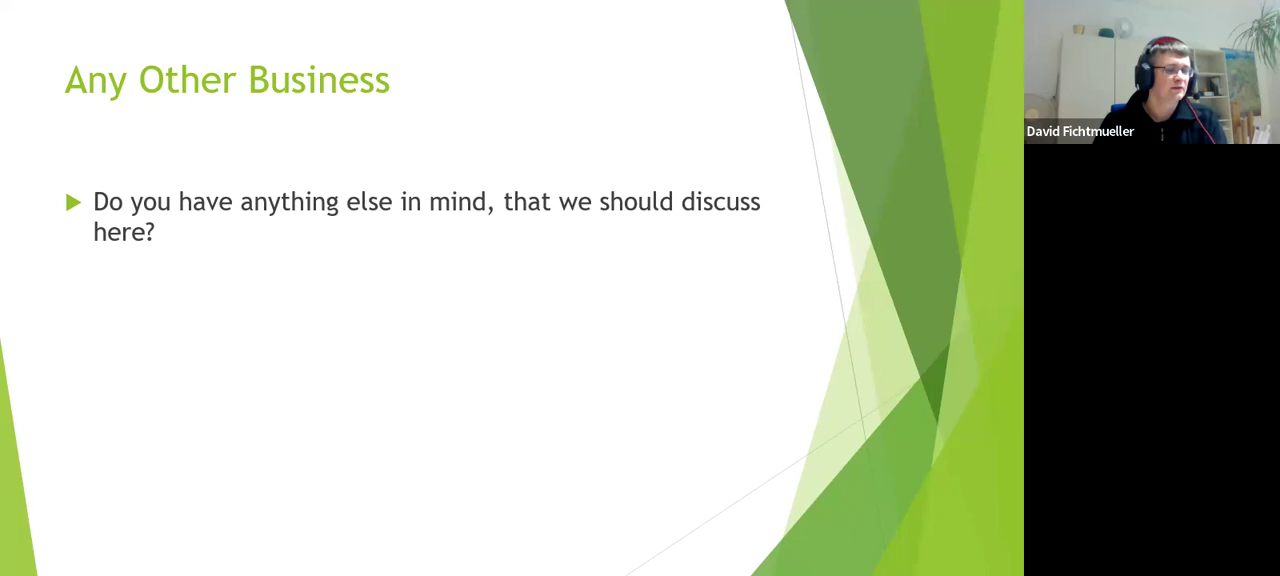 Any Other Business
Do you have anything else in mind, that we should discuss
here?
David Fichtmueller